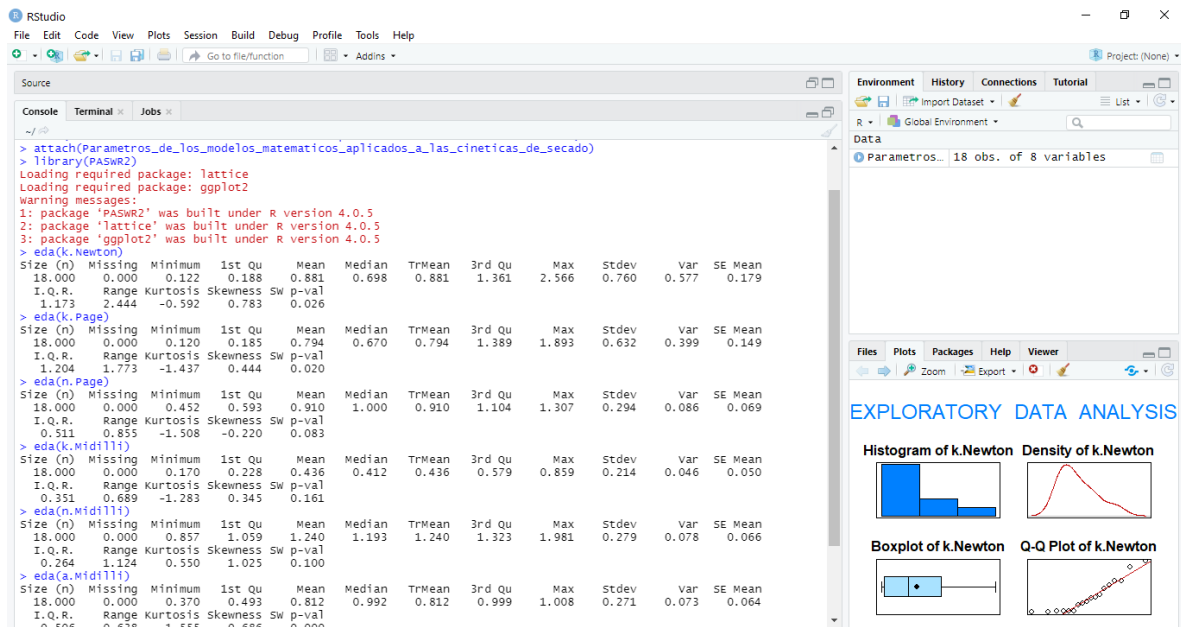 RStudio
File Edit Code View Plots Session Build Debug Profile Tools Help
Go to file/function Addins Project: (None)
Source
Console Terminal Jobs
~/
> attach(Parametros_de_los_modelos_matematicos_aplicados_a_las_cineticas_de_secado)
> library(PASWR2)
Loading required package: lattice
Loading required package: ggplot2
Warning messages:
1: package ‘PASWR2’ was built under R version 4.0.5
2: package ‘lattice’ was built under R version 4.0.5
3: package ‘ggplot2’ was built under R version 4.0.5
> eda(k.Newton)
Size (n) Missing Minimum 1st Qu Mean Median TrMean 3rd Qu Max Stdev Var SE Mean
18.000 0.000 0.122 0.188 0.881 0.698 0.881 1.361 2.566 0.760 0.577 0.179
I.Q.R. Range Kurtosis Skewness SW p-val
1.173 2.444 -0.592 0.783 0.026
> eda(k.Page)
Size (n) Missing Minimum 1st Qu Mean Median TrMean 3rd Qu Max Stdev Var SE Mean
18.000 0.000 0.120 0.185 0.794 0.670 0.794 1.389 1.893 0.632 0.399 0.149
I.Q.R. Range Kurtosis Skewness SW p-val
1.204 1.773 -1.437 0.444 0.020
> eda(n.Page)
Size (n) Missing Minimum 1st Qu Mean Median TrMean 3rd Qu Max Stdev Var SE Mean
18.000 0.000 0.452 0.593 0.910 1.000 0.910 1.104 1.307 0.294 0.086 0.069
I.Q.R. Range Kurtosis Skewness SW p-val
0.511 0.855 -1.508 -0.220 0.083
> eda(k.Midilli)
Size (n) Missing Minimum 1st Qu Mean Median TrMean 3rd Qu Max Stdev Var SE Mean
18.000 0.000 0.170 0.228 0.436 0.412 0.436 0.579 0.859 0.214 0.046 0.050
I.Q.R. Range Kurtosis Skewness SW p-val
0.351 0.689 -1.283 0.345 0.161
> eda(n.Midilli)
Size (n) Missing Minimum 1st Qu Mean Median TrMean 3rd Qu Max Stdev Var SE Mean
18.000 0.000 0.857 1.059 1.240 1.193 1.240 1.323 1.981 0.279 0.078 0.066
I.Q.R. Range Kurtosis Skewness SW p-val
0.264 1.124 0.550 1.025 0.100
> eda(a.Midilli)
Size (n) Missing Minimum 1st Qu Mean Median TrMean 3rd Qu Max Stdev Var SE Mean
18.000 0.000 0.370 0.493 0.812 0.992 0.812 0.999 1.008 0.271 0.073 0.064
I.Q.R. Range Kurtosis Skewness SW p-val
Environment History Connections Tutorial
Import Dataset List
R Global Environment
Data
Parametros… 18 obs. of 8 variables
Files Plots Packages Help Viewer
Zoom Export
EXPLORATORY DATA ANALYSIS
Histogram of k.Newton Density of k.Newton
Boxplot of k.Newton Q-Q Plot of k.Newton